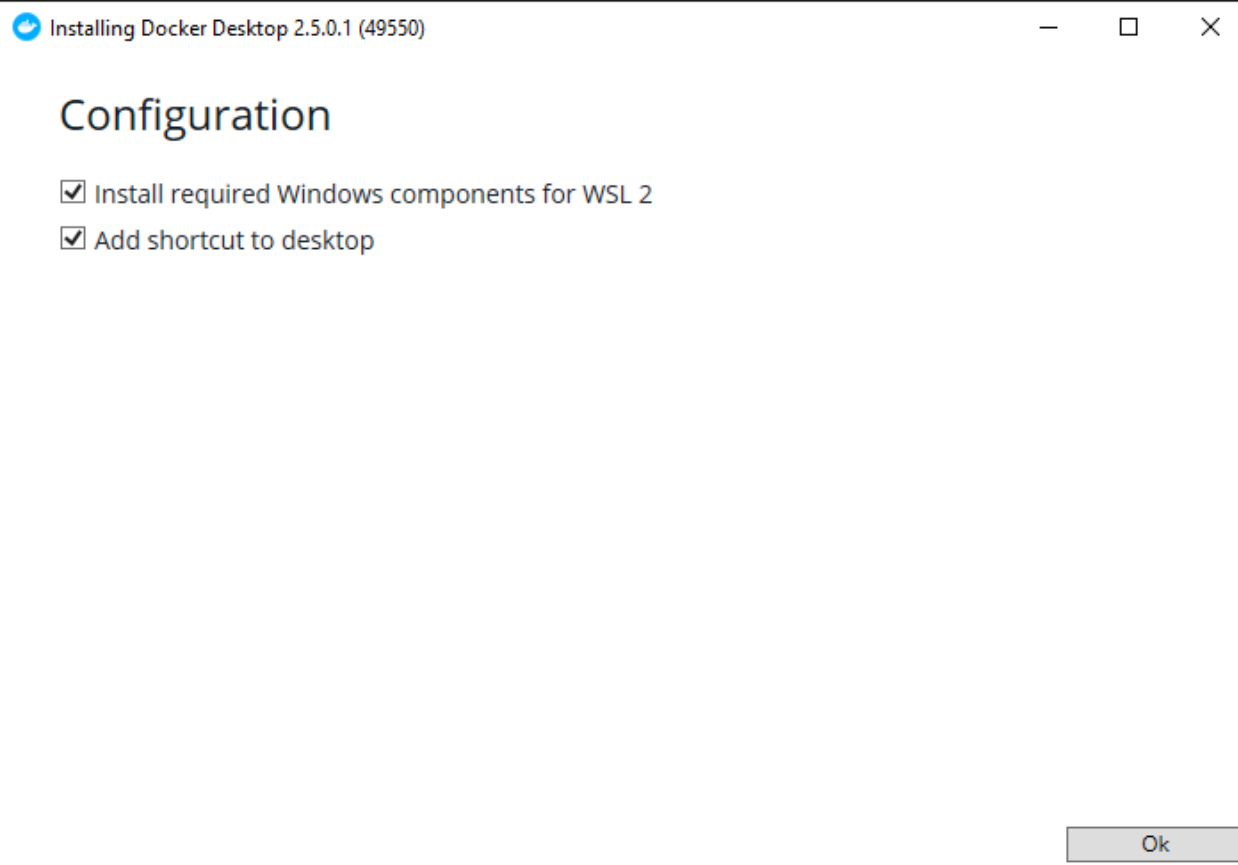 Installing Docker Desktop 2.5.0.1 (49550)
Configuration
Install required Windows components for WSL 2
Add shortcut to desktop
Ok